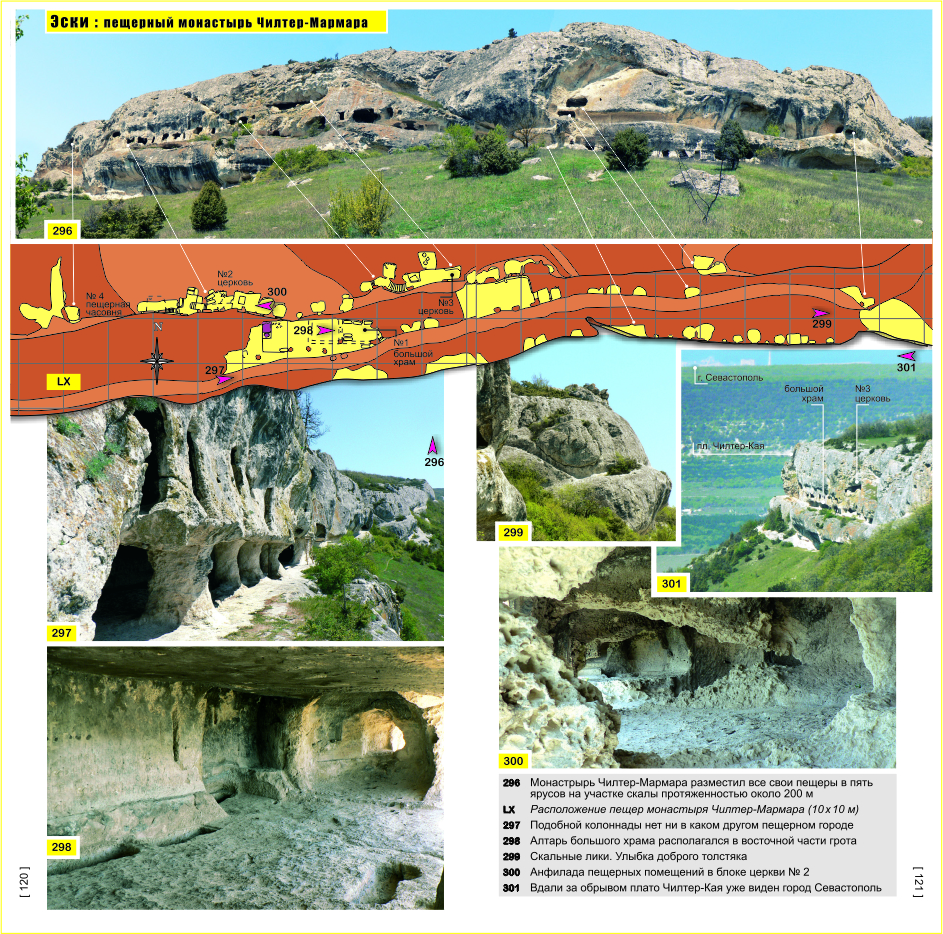 Эски : пещерный монастырь Чилтер-Мармара
296
№2
церковь
300
№ 4
пещерная
часовня
№3
церковь
298
№1
большой
храм
299
297
LX
N
301
г. Севастополь
большой
храм
№3
церковь
пл. Чилтер-Кая
296
299
301
297
300
298
296 Монастырь Чилтер-Мармара разместил все свои пещеры в пять
ярусов на участке скалы протяженностью около 200 м
LX Расположение пещер монастыря Чилтер-Мармара (10 x 10 м)
297 Подобной колоннады нет ни в каком другом пещерном городе
298 Алтарь большого храма располагался в восточной части грота
299 Скальные лики. Улыбка доброго толстяка
300 Анфилада пещерных помещений в блоке церкви № 2
301 Вдали за обрывом плато Чилтер-Кая уже виден город Севастополь
[ 120 ]
[ 121 ]